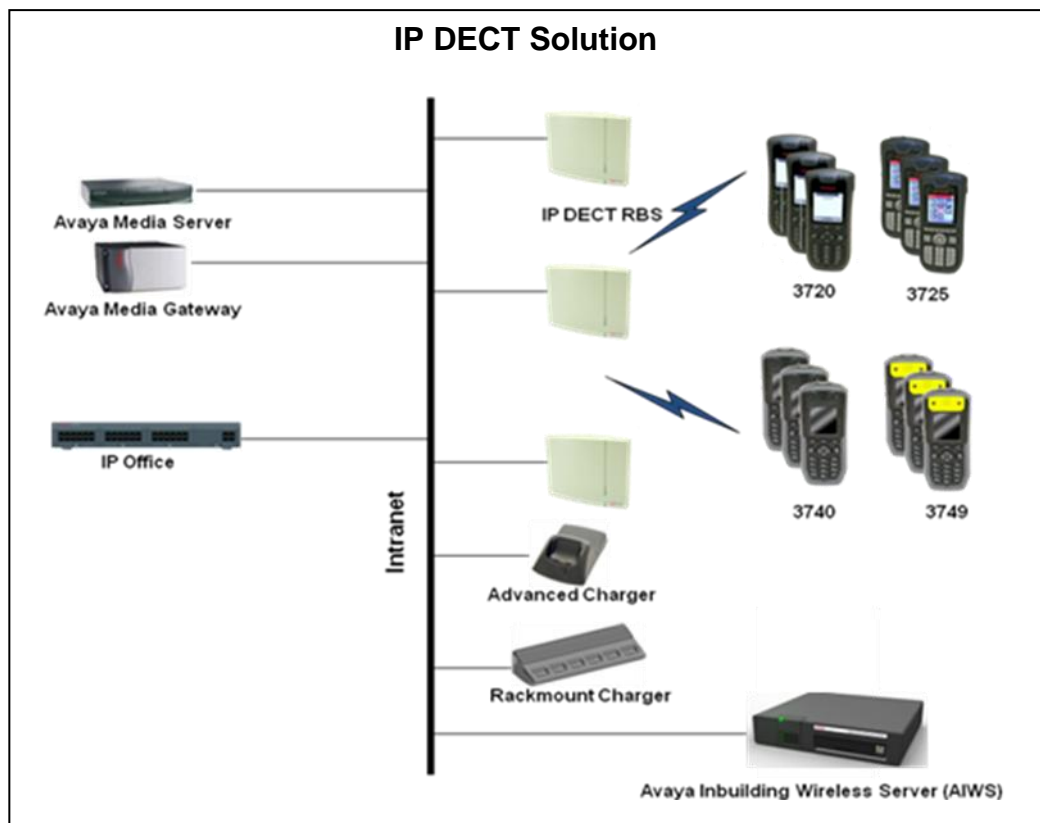 IP DECT Solution
Avaya Media Server
Avaya Media Gateway
IP Office
Intranet
IP DECT RBS
3720
3725
3740
3749
Advanced Charger
Rackmount Charger
Avaya Inbuilding Wireless Server (AIWS)